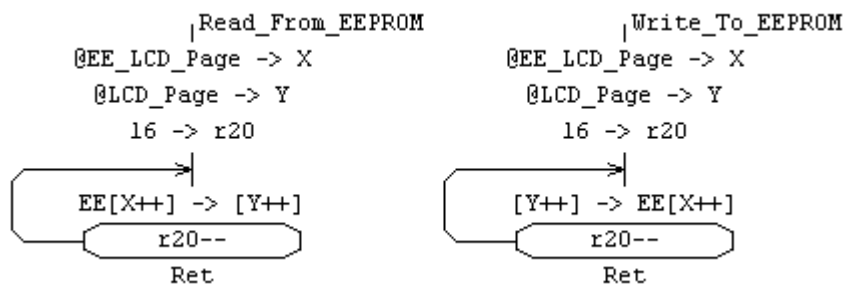 Read_From_EEPROM
@EE_LCD_Page -> X
@LCD_Page -> Y
16 -> r20
EE[X++] -> [Y++]
r20--
Ret
Write_To_EEPROM
@EE_LCD_Page -> X
@LCD_Page -> Y
16 -> r20
[Y++] -> EE[X++]
r20--
Ret